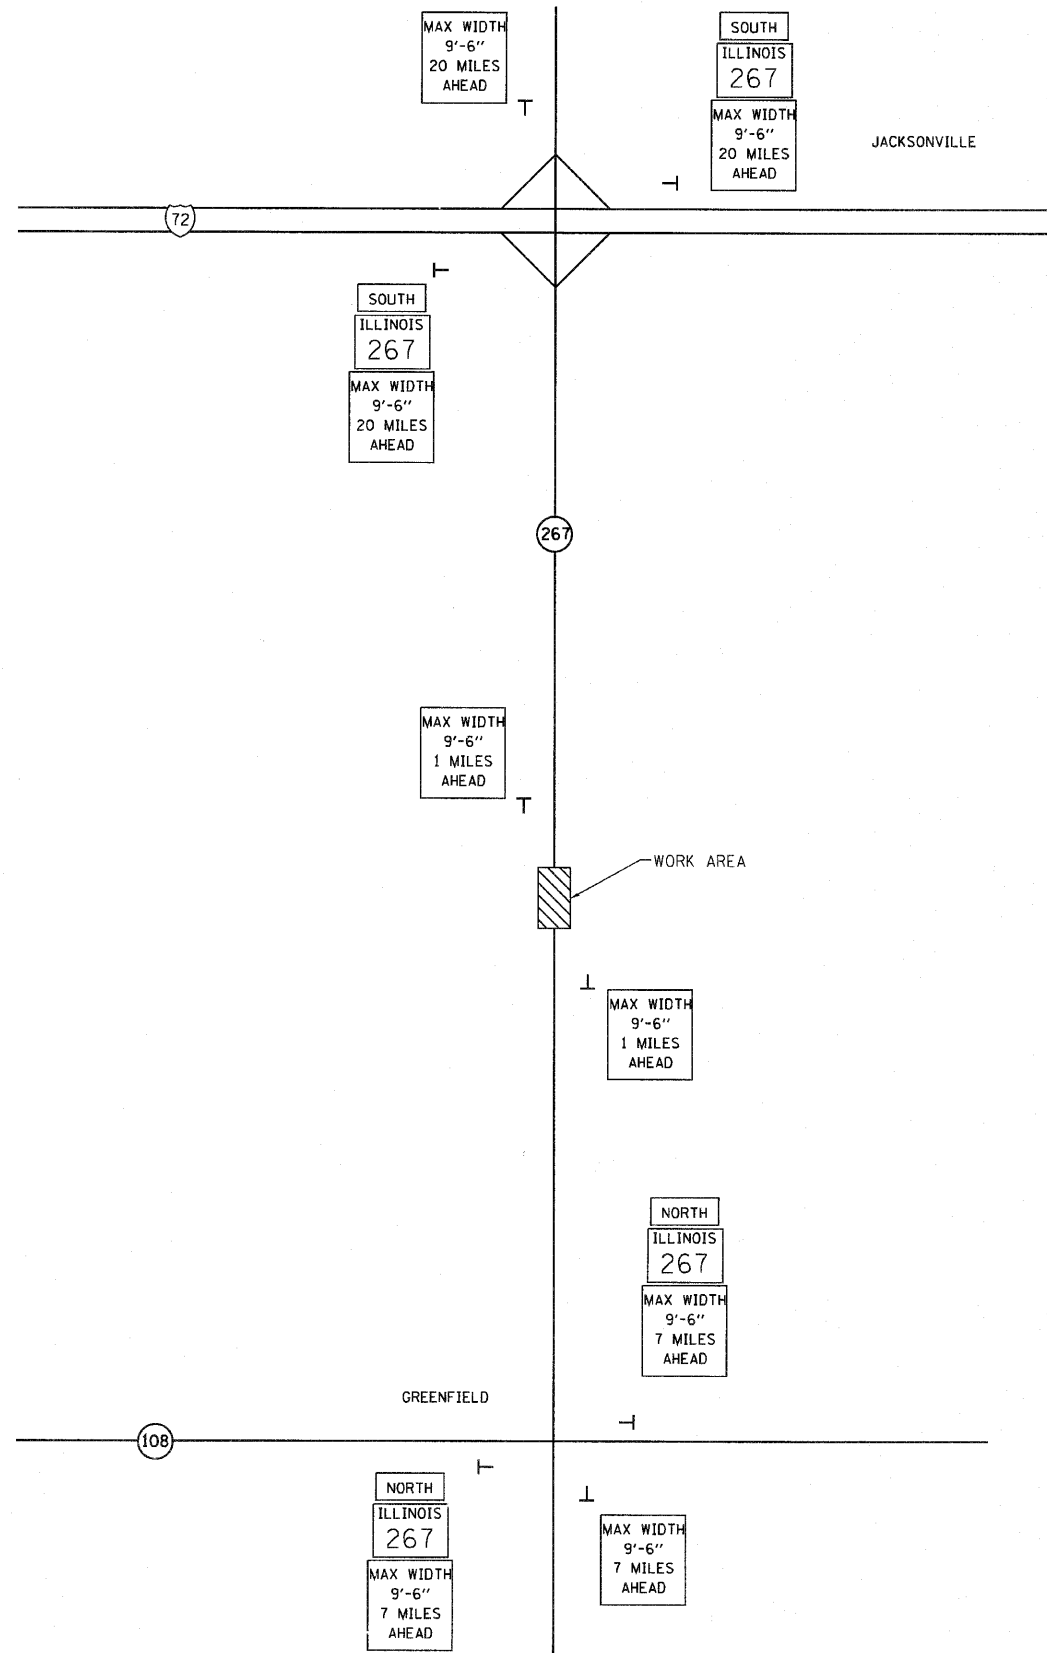 MAX WIDTH
9'-6"
20 MILES
AHEAD
SOUTH
ILLINOIS
267
MAX WIDTH
9'-6"
20 MILES
AHEAD
JACKSONVILLE
72
SOUTH
ILLINOIS
267
MAX WIDTH
9'-6"
20 MILES
AHEAD
267
MAX WIDTH
9'-6"
1 MILES
AHEAD
WORK AREA
MAX WIDTH
9'-6"
1 MILES
AHEAD
NORTH
ILLINOIS
267
MAX WIDTH
9'-6"
7 MILES
AHEAD
GREENFIELD
108
NORTH
ILLINOIS
267
MAX WIDTH
9'-6"
7 MILES
AHEAD
MAX WIDTH
9'-6"
7 MILES
AHEAD